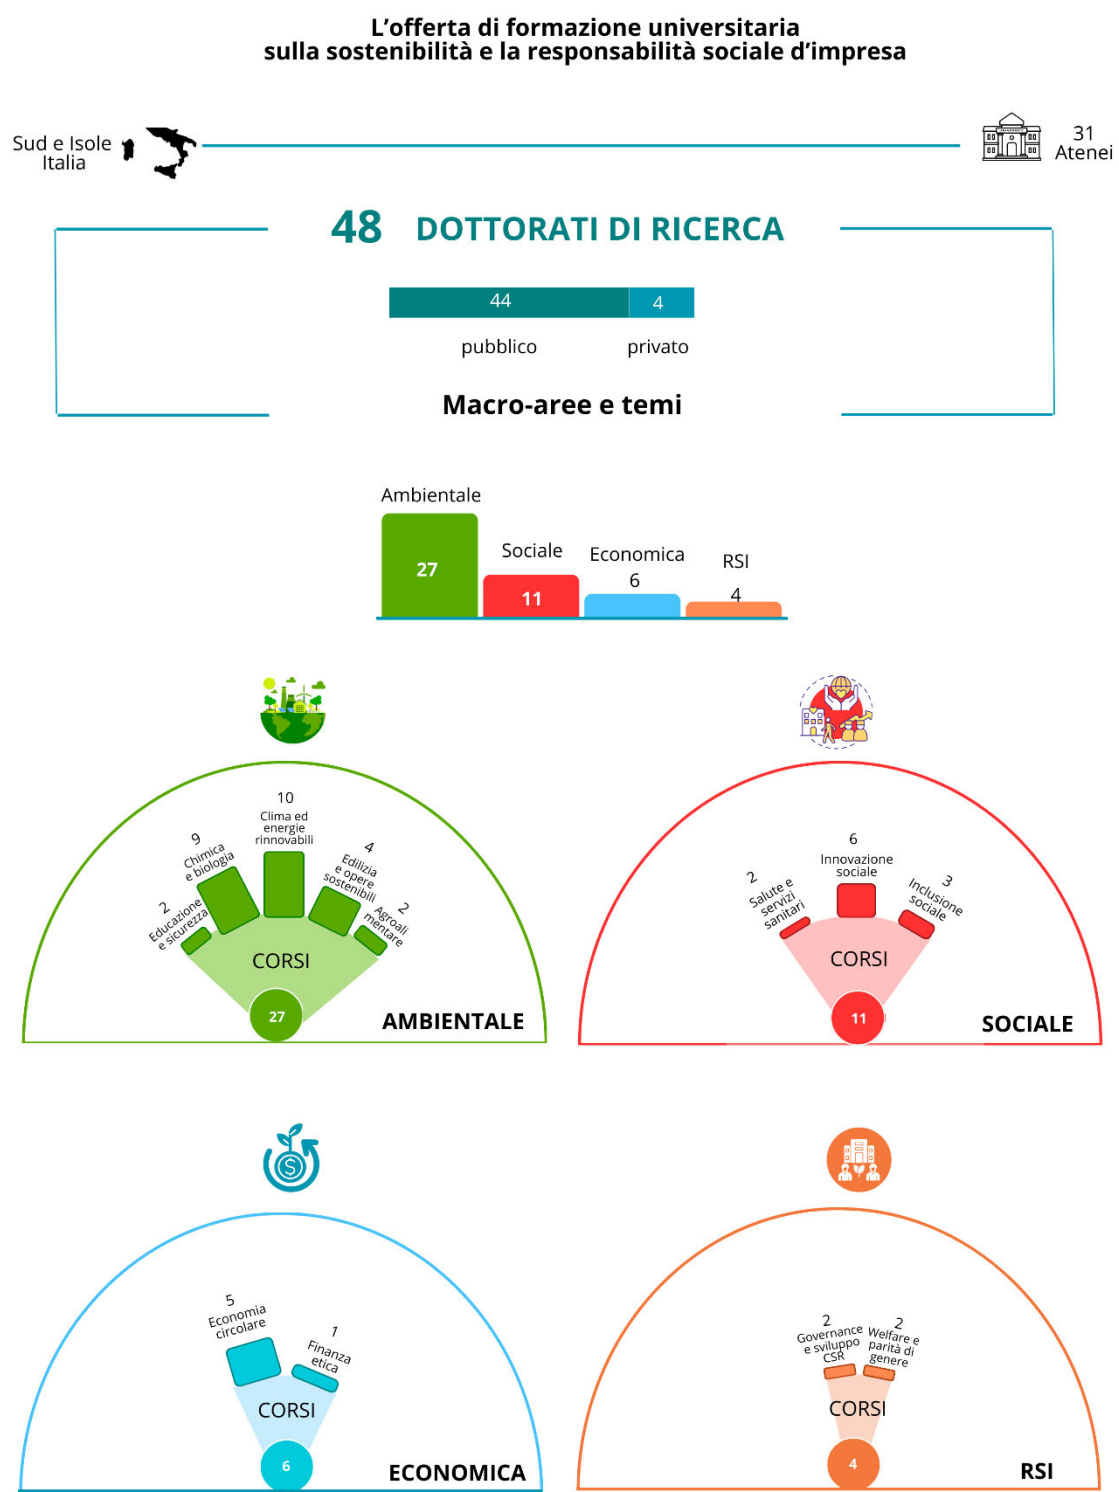 L'offerta di formazione universitaria
sulla sostenibilità e la responsabilità sociale d'impresa
Sud e Isole
Italia
31
Atenei
48 DOTTORATI DI RICERCA
44
4
pubblico
privato
Macro-aree e temi
Ambientale
27
Sociale
11
Economica
6
RSI
4
2
Educazione
e sicurezza
9
Chimica
e biologia
10
Clima ed
energie
rinnovabili
4
Edilizia
e opere
sostenibili
2
Agroali
mentare
CORSI
27
AMBIENTALE
2
Salute e
servizi
sanitari
6
Innovazione
sociale
3
Inclusione
sociale
CORSI
11
SOCIALE
5
Economia
circolare
1
Finanza
etica
CORSI
6
ECONOMICA
2
Governance
e sviluppo
CSR
2
Welfare e
parità di
genere
CORSI
4
RSI